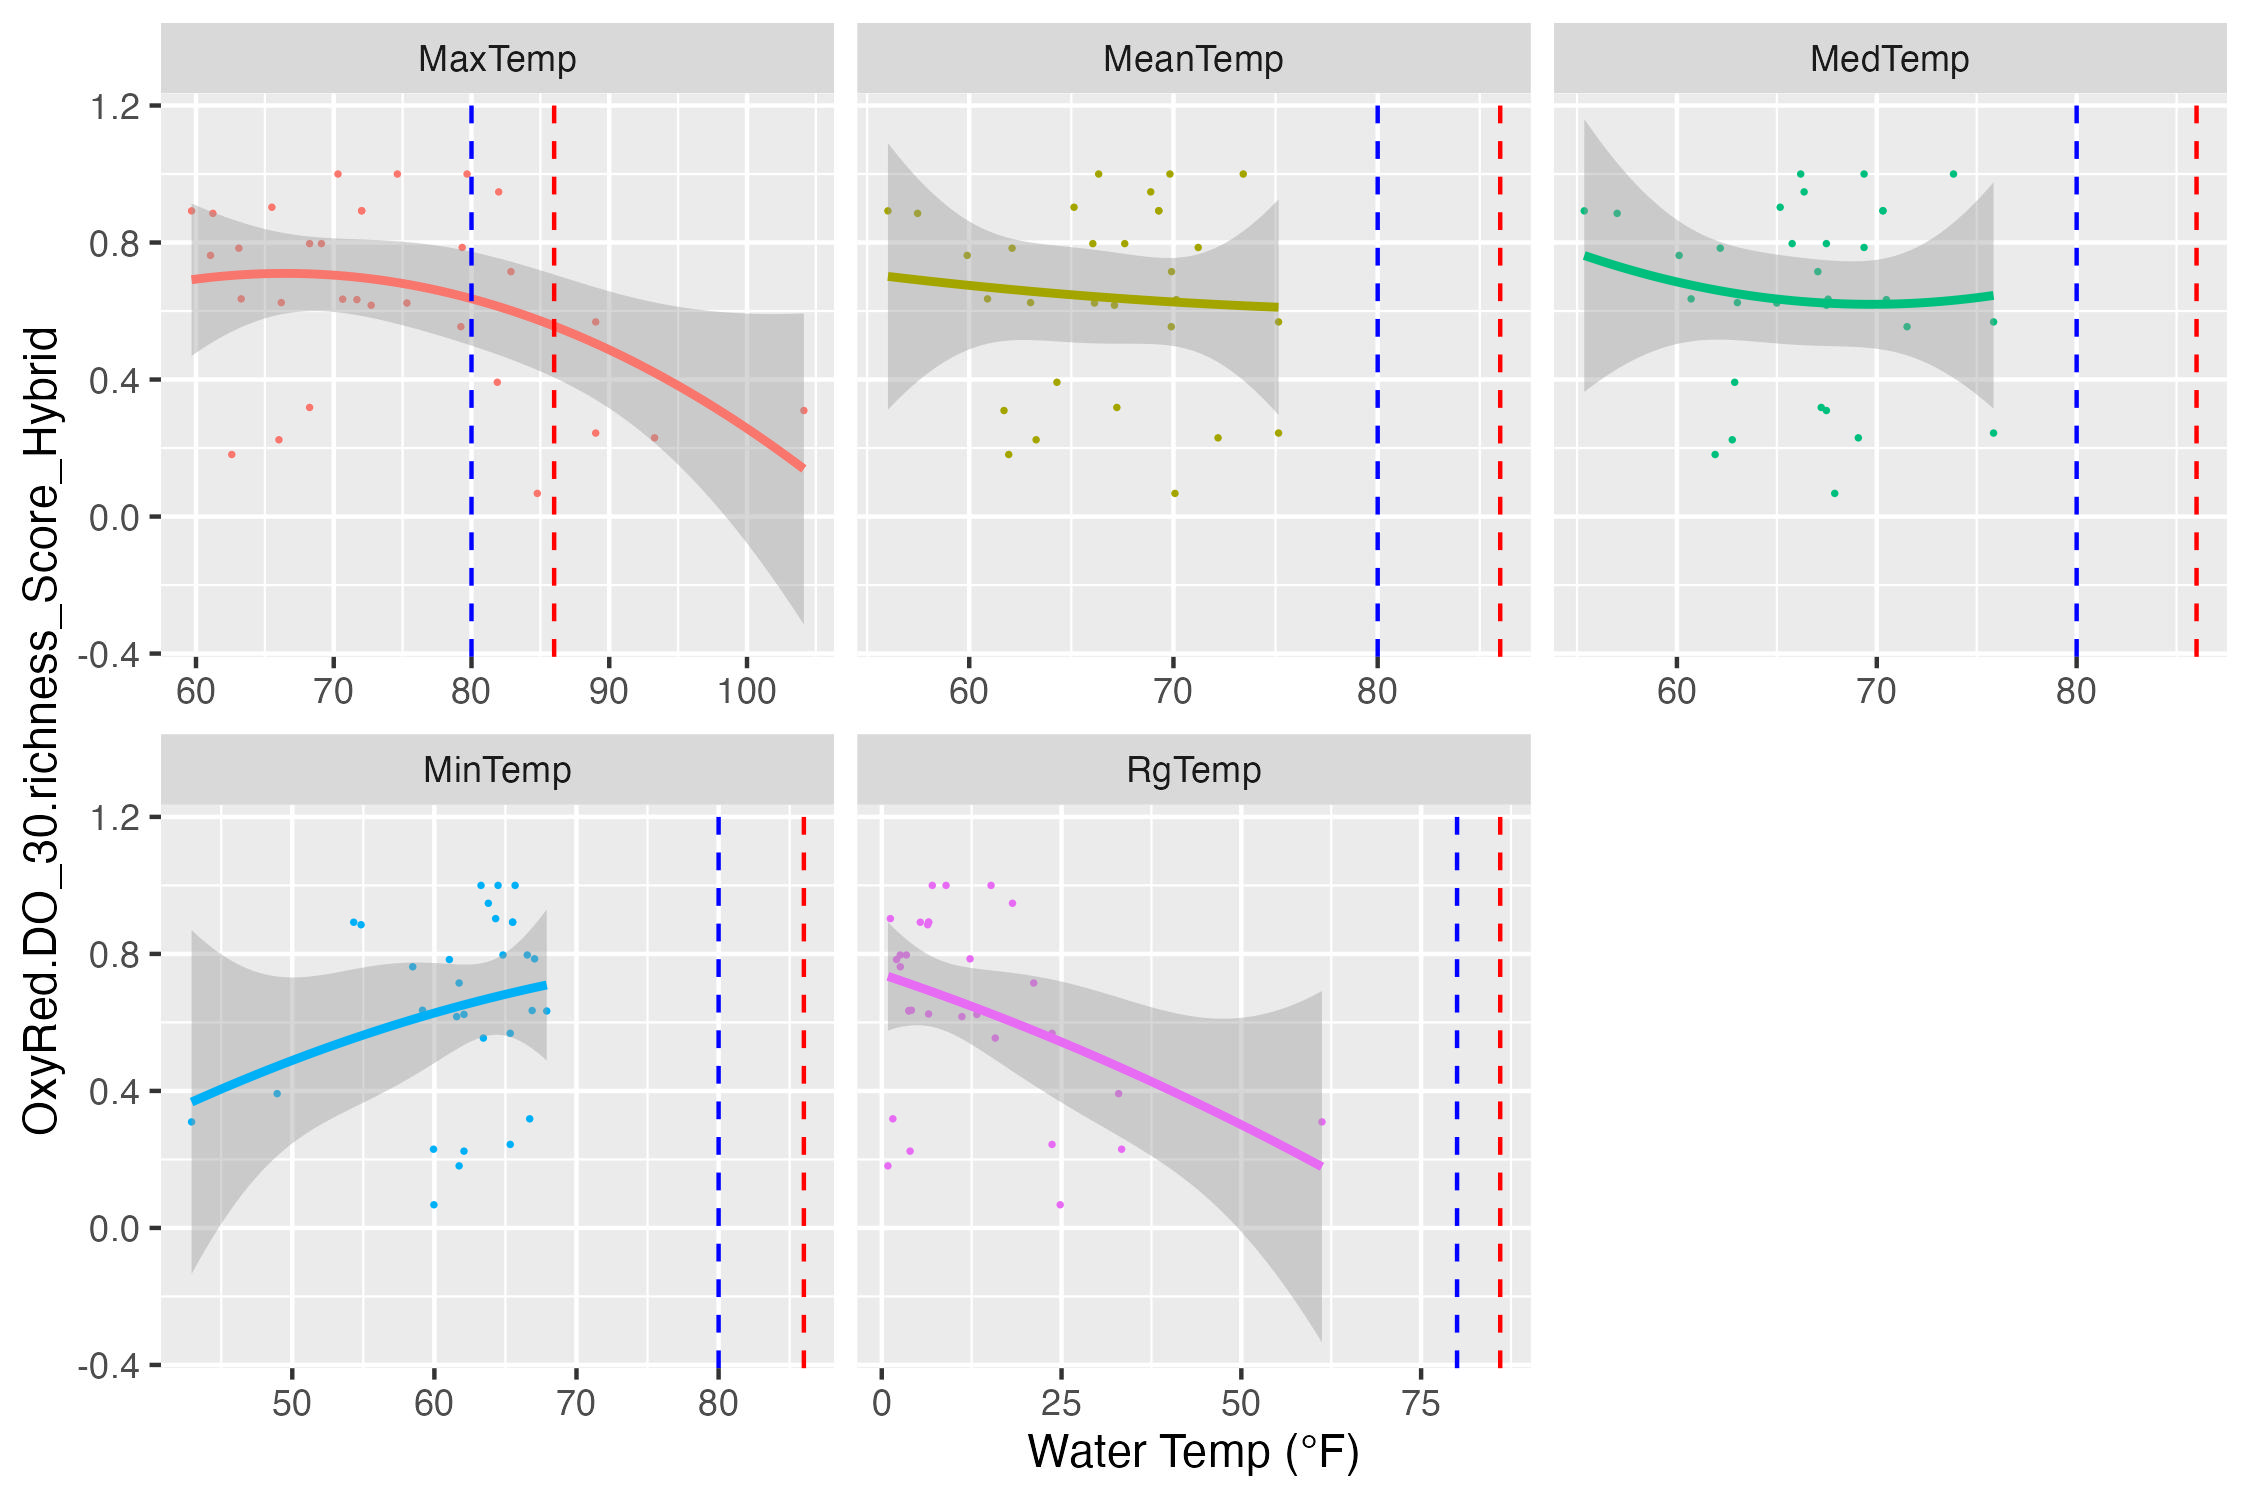 MaxTemp MeanTemp MedTemp
1.2
0.8
0.4
0.0
-0.4
60 70 80 90 100 60 70 80 60 70 80
OxyRed.DO_30.richness_Score_Hybrid
MinTemp RgTemp
1.2
0.8
0.4
0.0
-0.4
50 60 70 80 0 25 50 75
Water Temp (°F)